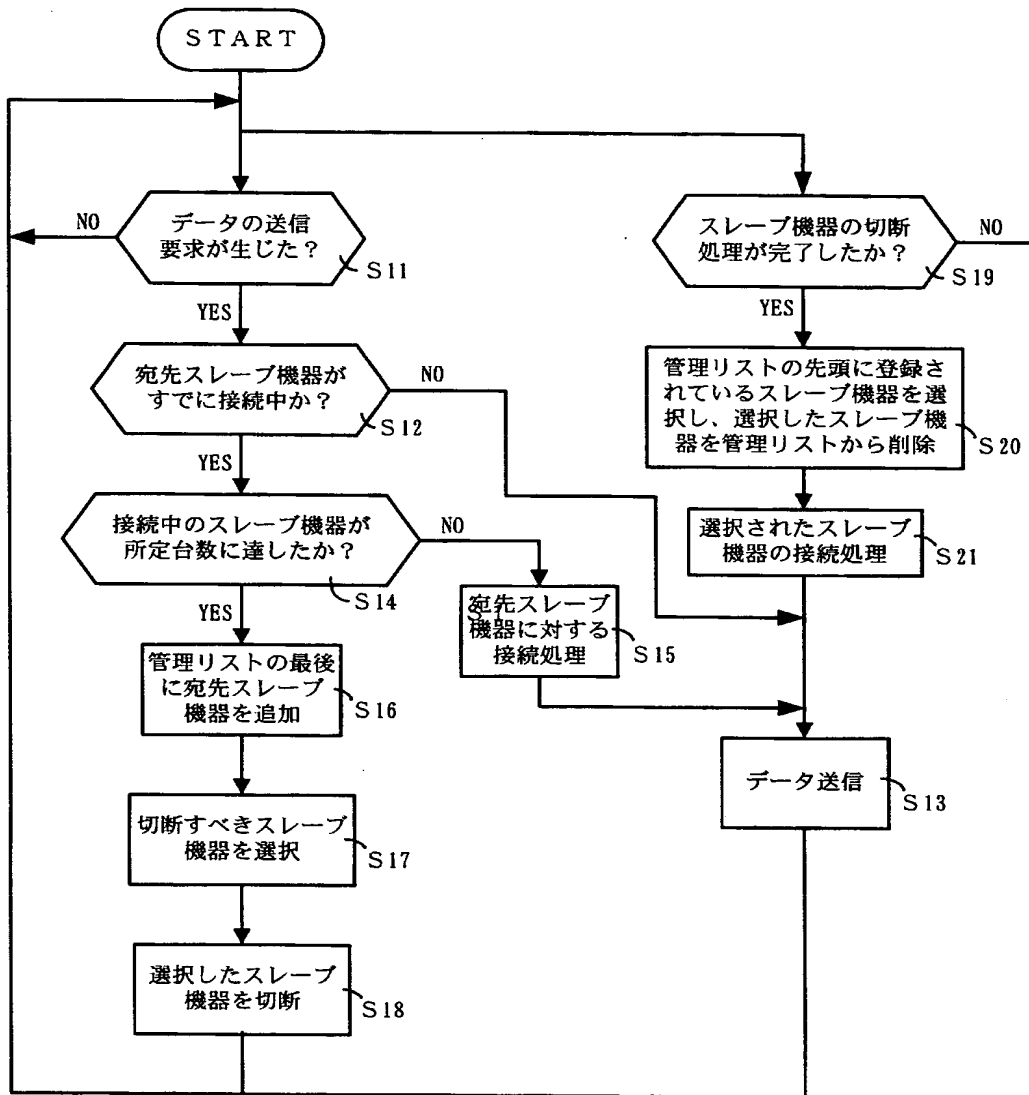 START
データの送信
要求が生じた?
S11
NO
YES
宛先スレーブ機器が
すでに接続中か?
S12
NO
YES
接続中のスレーブ機器が
所定台数に達したか?
S14
NO
YES
宛先スレーブ
機器に対する
接続処理
S15
管理リストの最後
に宛先スレーブ
機器を追加
S16
切断すべきスレーブ
機器を選択
S17
選択したスレーブ
機器を切断
S18
スレーブ機器の切断
処理が完了したか?
S19
NO
YES
管理リストの先頭に登録さ
れているスレーブ機器を選
択し、選択したスレーブ機
器を管理リストから削除
S20
選択されたスレーブ
機器の接続処理
S21
データ送信
S13